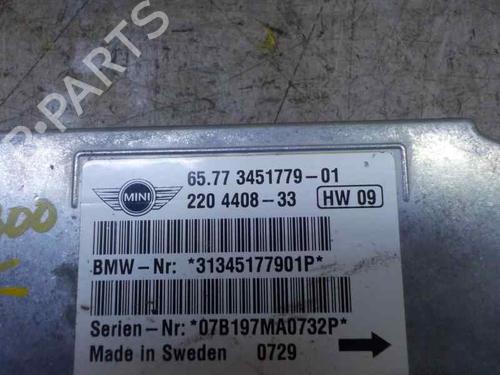 B-PARTS
65.77 3451779-01
MINI
220 4408-33 HW 09
BMW-Nr: *31345177901P*
Serien-Nr: *07B197MA0732P*
Made in Sweden 0729